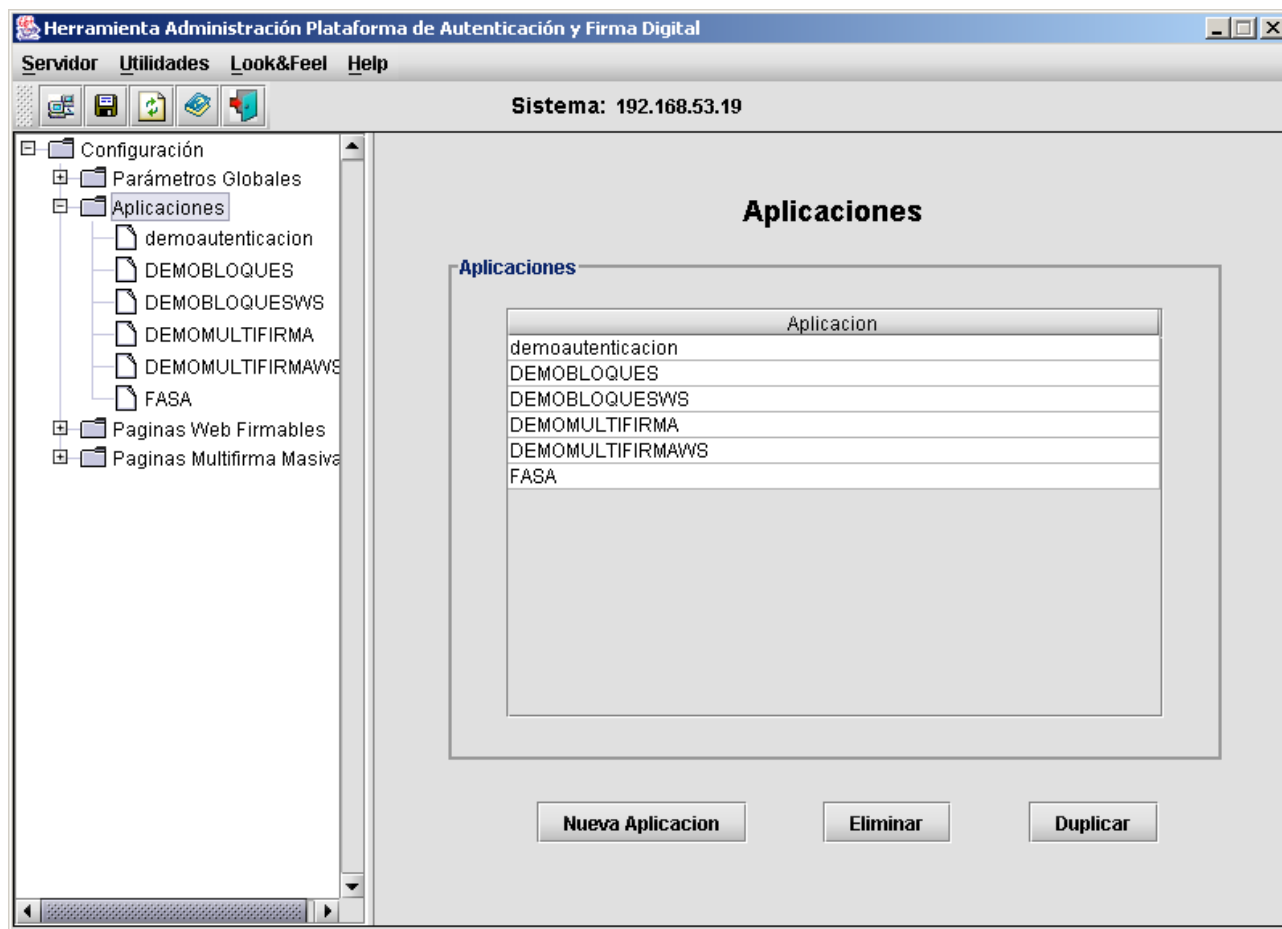 Herramienta Administración Plataforma de Autenticación y Firma Digital
Servidor Utilidades Look&Feel Help
Sistema: 192.168.53.19
Configuración
Parámetros Globales
Aplicaciones
demoautenticacion
DEMOBLOQUES
DEMOBLOQUESWS
DEMOMULTIFIRMA
DEMOMULTIFIRMAWS
FASA
Paginas Web Firmables
Paginas Multifirma Masiva
Aplicaciones
Aplicaciones
Aplicacion
demoautenticacion
DEMOBLOQUES
DEMOBLOQUESWS
DEMOMULTIFIRMA
DEMOMULTIFIRMAWS
FASA
Nueva Aplicacion Eliminar Duplicar